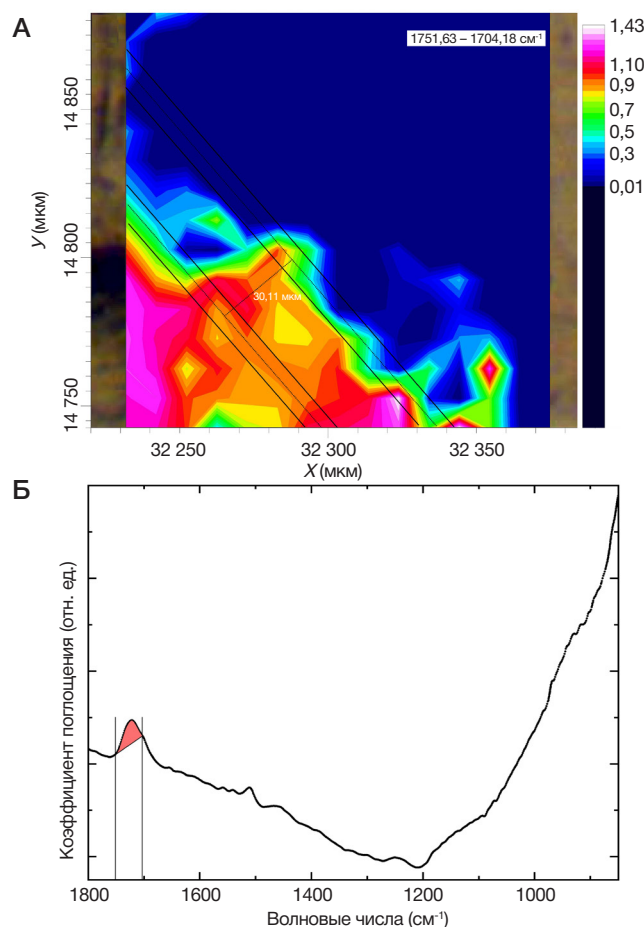 А
1751,63 – 1704,18 см⁻¹
1,43
1,10
0,9
0,5
0,3
0,01
Y (мкм)
14 850
14 800
14 750
30,11 мкм
32 250
32 300
32 350
X (мкм)
Б
Коэффициент поглощения (отн. ед.)
1800
1600
1400
1200
1000
Волновые числа (см⁻¹)